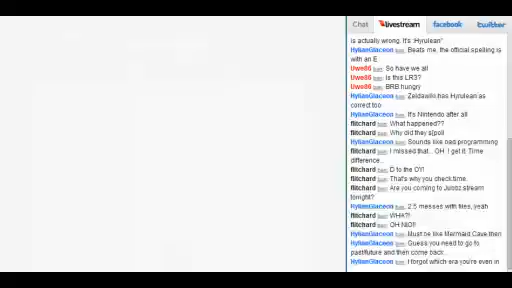 Chat livestream facebook twitter
is actually wrong. It's :Hyrulean"
HylianGlaceon Beats me, the official spelling is
with an E
Uwe86 So have we all
Uwe86 Is this LR3?
Uwe86 BRB hungry
HylianGlaceon Zeldawiki has Hyrulean as
correct too
HylianGlaceon It's Nintendo after all
flitchard What happened??
flitchard Why did they s[poil
HylianGlaceon Sounds like bad programming
flitchard I missed that.. OH I get it. Time
difference..
flitchard D to the OY!
flitchard That's why you check time.
flitchard Are you coming to stream
tonight?
HylianGlaceon 2.5 messes with files, yeah
flitchard WHA?!
flitchard OH NO!!
HylianGlaceon Must be like Mermaid Cave then
HylianGlaceon Guess you need to go to
past/future and then come back.
HylianGlaceon I forgot which era you're even in